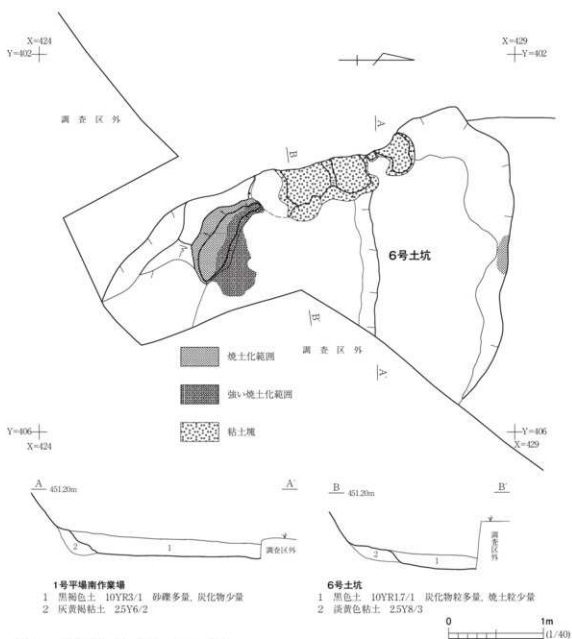 X=424
Y=402
X=429
Y=402
調査区外
A
B
6号土坑
B´
調査区外
A´
焼土化範囲
強い焼土化範囲
粘土塊
Y=406
X=424
Y=406
X=429
A 451.20m A´
調査区外
1
2
B 451.20m B´
調査区外
1
2
1号平場南作業場
1 黒褐色土 10YR3/1 砂礫多量, 炭化物少量
2 灰黄褐粘土 2.5Y6/2
6号土坑
1 黒色土 10YR1.7/1 炭化物粒多量, 焼土粒少量
2 淡黄色粘土 2.5Y8/3
0 1m
(1/40)